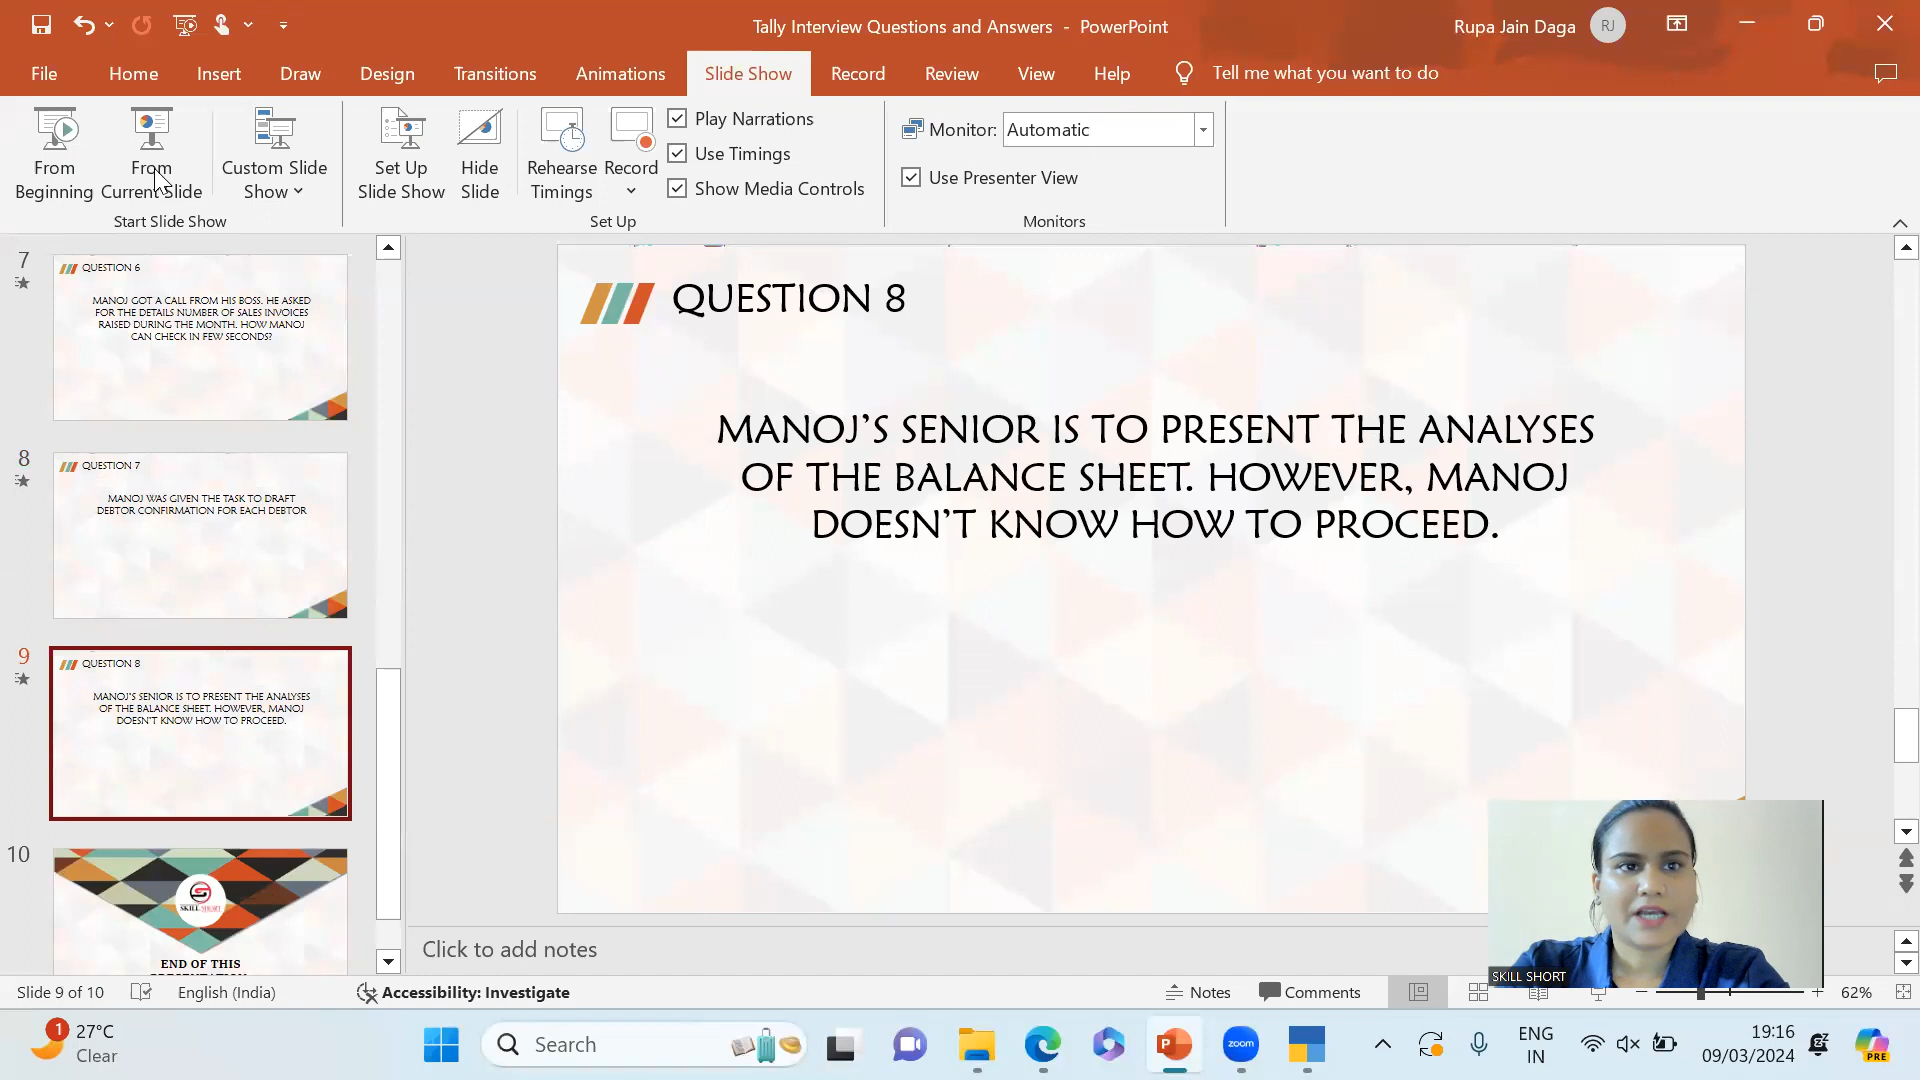 Tally Interview Questions and Answers - PowerPoint
Rupa Jain Daga
RJ
File
Home
Insert
Draw
Design
Transitions
Animations
Slide Show
Record
Review
View
Help
Tell me what you want to do
From Beginning
From Current Slide
Custom Slide Show
Start Slide Show
Set Up Slide Show
Hide Slide
Rehearse Timings
Record
Play Narrations
Use Timings
Show Media Controls
Set Up
Monitor: Automatic
Use Presenter View
Monitors
7
QUESTION 6
MANOJ GOT A CALL FROM HIS BOSS. HE ASKED
FOR THE DETAILS NUMBER OF SALES INVOICES
RAISED DURING THE MONTH. HOW MANOJ
CAN CHECK IN FEW SECONDS?
8
QUESTION 7
MANOJ WAS GIVEN THE TASK TO DRAFT
DEBTOR CONFIRMATION FOR EACH DEBTOR
9
QUESTION 8
MANOJ'S SENIOR IS TO PRESENT THE ANALYSES
OF THE BALANCE SHEET. HOWEVER, MANOJ
DOESN'T KNOW HOW TO PROCEED.
10
SKILL SHORT
END OF THIS
QUESTION 8
MANOJ'S SENIOR IS TO PRESENT THE ANALYSES
OF THE BALANCE SHEET. HOWEVER, MANOJ
DOESN'T KNOW HOW TO PROCEED.
SKILL SHORT
Click to add notes
Slide 9 of 10
English (India)
Accessibility: Investigate
Notes
Comments
62%
1
27°C
Clear
Search
zoom
ENG
IN
19:16
09/03/2024
PRE